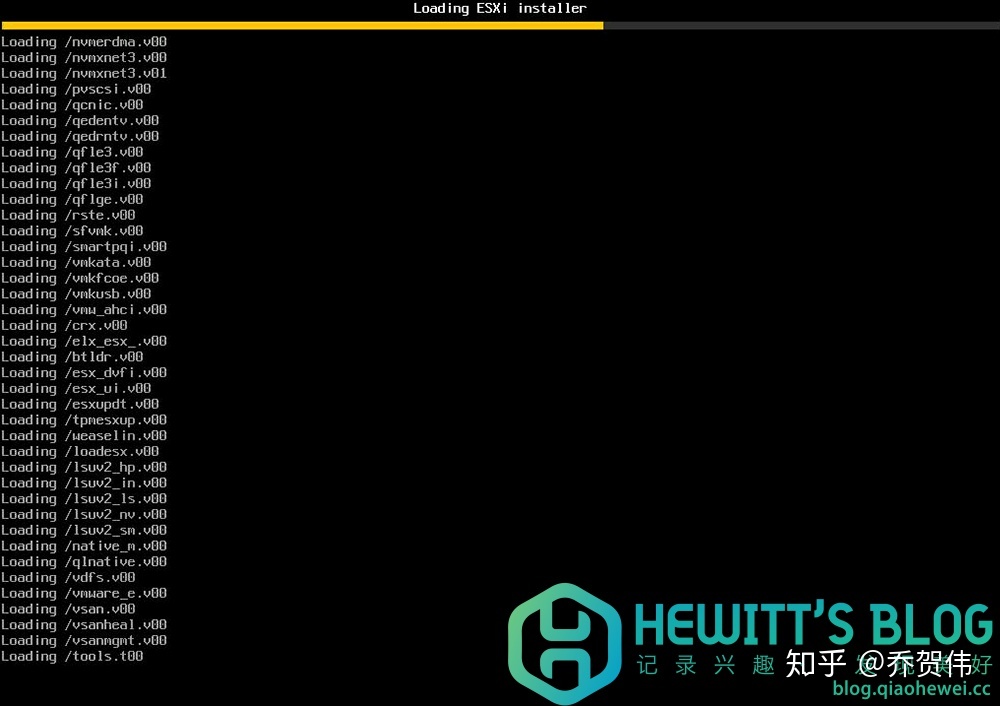 Loading ESXi installer
Loading /nvmerdma.v00
Loading /nvmxnet3.v00
Loading /nvmxnet3.v01
Loading /pvscsi.v00
Loading /qcnic.v00
Loading /qedentv.v00
Loading /qedrntv.v00
Loading /qfle3.v00
Loading /qfle3f.v00
Loading /qfle3i.v00
Loading /qflge.v00
Loading /rste.v00
Loading /sfvmk.v00
Loading /smartpqi.v00
Loading /vmkata.v00
Loading /vmkfcoe.v00
Loading /vmkusb.v00
Loading /vmw_ahci.v00
Loading /crx.v00
Loading /elx_esx_.v00
Loading /btldr.v00
Loading /esx_dvfi.v00
Loading /esx_ui.v00
Loading /esxupdt.v00
Loading /tpmesxup.v00
Loading /weaselin.v00
Loading /loadesx.v00
Loading /lsuv2_hp.v00
Loading /lsuv2_in.v00
Loading /lsuv2_ls.v00
Loading /lsuv2_nv.v00
Loading /lsuv2_sm.v00
Loading /native_m.v00
Loading /qlnative.v00
Loading /vdfs.v00
Loading /vmware_e.v00
Loading /vsan.v00
Loading /vsanheal.v00
Loading /vsanmgmt.v00
Loading /tools.t00
HEWITT'S BLOG
记录兴趣 好
知乎 @乔贺伟
blog.qiaohewei.cc